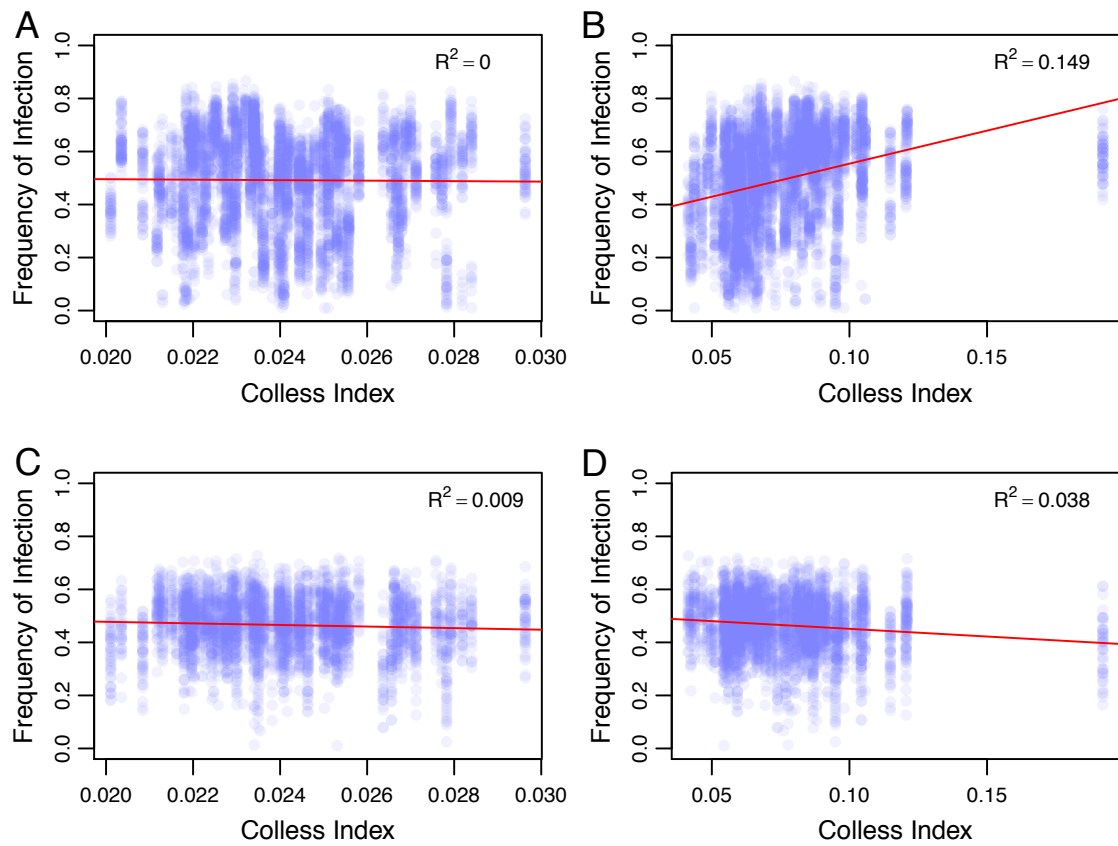 A
R² = 0
Frequency of Infection
1.0
0.8
0.6
0.4
0.2
0.0
0.020 0.022 0.024 0.026 0.028 0.030
Colless Index
B
R² = 0.149
Frequency of Infection
1.0
0.8
0.6
0.4
0.2
0.0
0.05 0.10 0.15
Colless Index
C
R² = 0.009
Frequency of Infection
1.0
0.8
0.6
0.4
0.2
0.0
0.020 0.022 0.024 0.026 0.028 0.030
Colless Index
D
R² = 0.038
Frequency of Infection
1.0
0.8
0.6
0.4
0.2
0.0
0.05 0.10 0.15
Colless Index